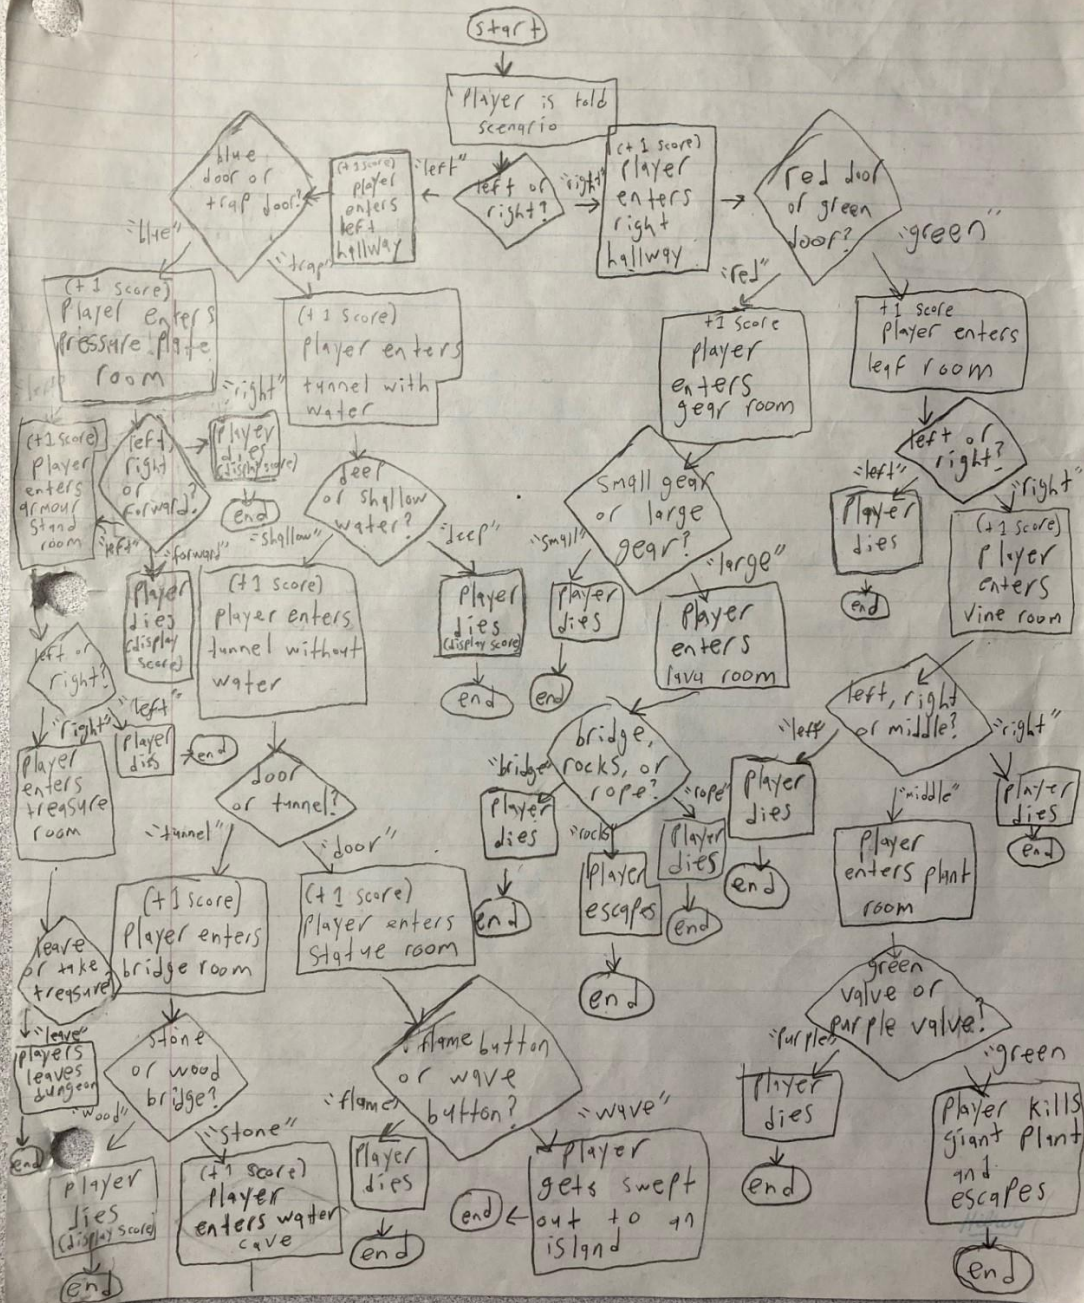 start
player is told
scenario
blue
door or
trap door?
(+1 score)
player
enters
left
hallway
"left"
left or
right?
"right"
(+1 score)
player
enters
right
hallway
red door
or green
door?
"blue"
"trap"
"red"
"green"
(+1 score)
player enters
pressure plate
room
(+1 score)
player enters
tunnel with
water
+1 score
player
enters
gear room
+1 score
player enters
leaf room
left
"right"
(+1 score)
player
enters
armour
stand
room
left,
right
or
forward?
player
dies
(display score)
end
deep
or shallow
water?
small gear
or large
gear?
left or
right?
"left"
"right"
player
dies
end
(+1 score)
player
enters
vine room
"left"
"forward"
"shallow"
"deep"
"small"
"large"
player
dies
(display
score)
(+1 score)
player enters
tunnel without
water
player
dies
(display score)
end
player
dies
end
player
enters
lava room
left or
right?
"right"
"left"
player
dies
end
player
enters
treasure
room
door
or tunnel?
"tunnel"
"door"
bridge,
rocks, or
rope?
"bridge"
"rocks"
"rope"
player
dies
end
player
escapes
end
player
dies
end
left, right
or middle?
"left"
"middle"
"right"
player
dies
end
player
enters plant
room
player
dies
end
leave
or take
treasure
(+1 score)
player enters
bridge room
(+1 score)
player enters
statue room
green
value or
purple value?
"leave"
players
leaves
dungeon
end
stone
or wood
bridge?
"wood"
"stone"
flame button
or wave
button?
"flame"
"wave"
"purple"
"green"
player
dies
(display score)
end
(+1 score)
player
enters water
cave
player
dies
end
player
gets swept
out to an
island
end
player
dies
end
player kills
giant plant
and
escapes
end